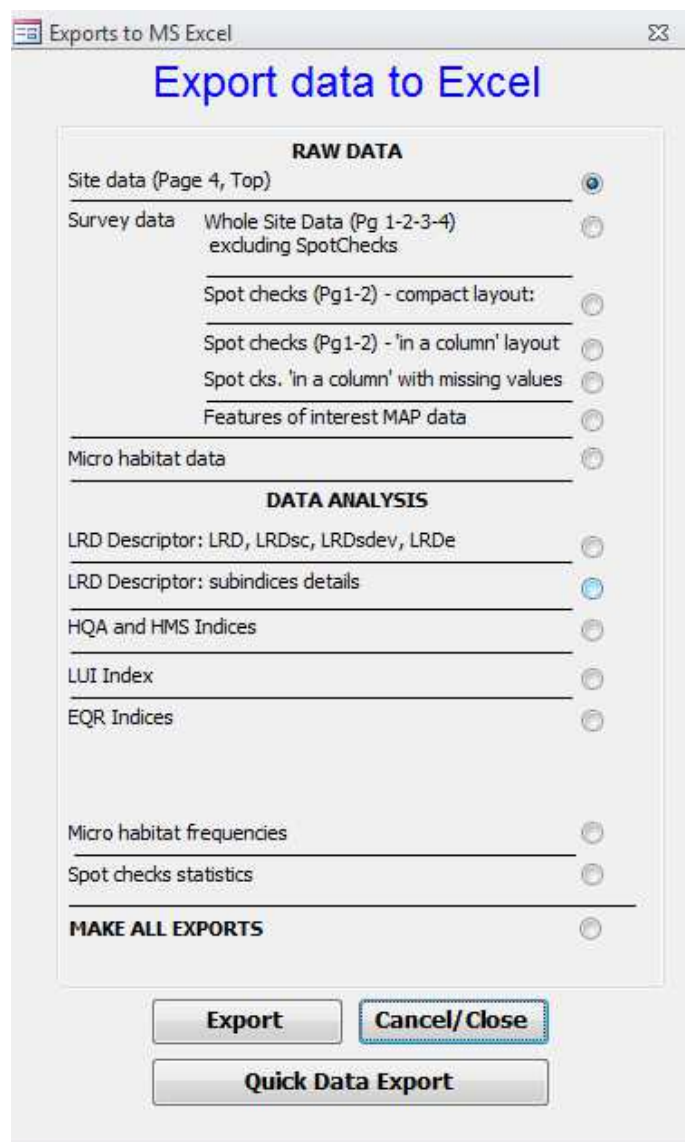 Exports to MS Excel
Export data to Excel
RAW DATA
Site data (Page 4, Top)
Survey data
Whole Site Data (Pg 1-2-3-4)
excluding SpotChecks
Spot checks (Pg1-2) - compact layout:
Spot checks (Pg1-2) - 'in a column' layout
Spot cks. 'in a column' with missing values
Features of interest MAP data
Micro habitat data
DATA ANALYSIS
LRD Descriptor: LRD, LRDsc, LRDsdev, LRDe
LRD Descriptor: subindices details
HQA and HMS Indices
LUI Index
EQR Indices
Micro habitat frequencies
Spot checks statistics
MAKE ALL EXPORTS
Export
Cancel/Close
Quick Data Export